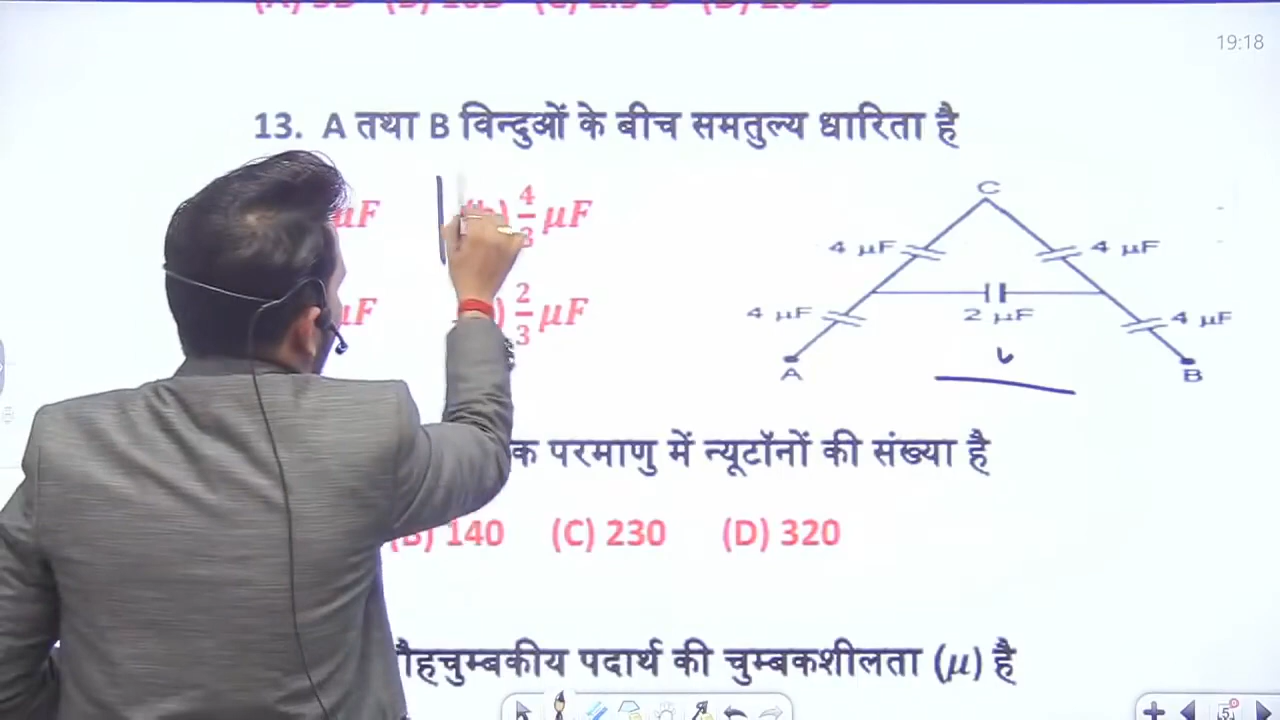 19:18
13. A तथा B विन्दुओं के बीच समतुल्य धारिता है
μF 4/3 μF
μF 2/3 μF
C
4 μF 4 μF
4 μF 2 μF 4 μF
A B
क परमाणु में न्यूटॉनों की संख्या है
(B) 140 (C) 230 (D) 320
ौहचुम्बकीय पदार्थ की चुम्बकशीलता (μ) है
5